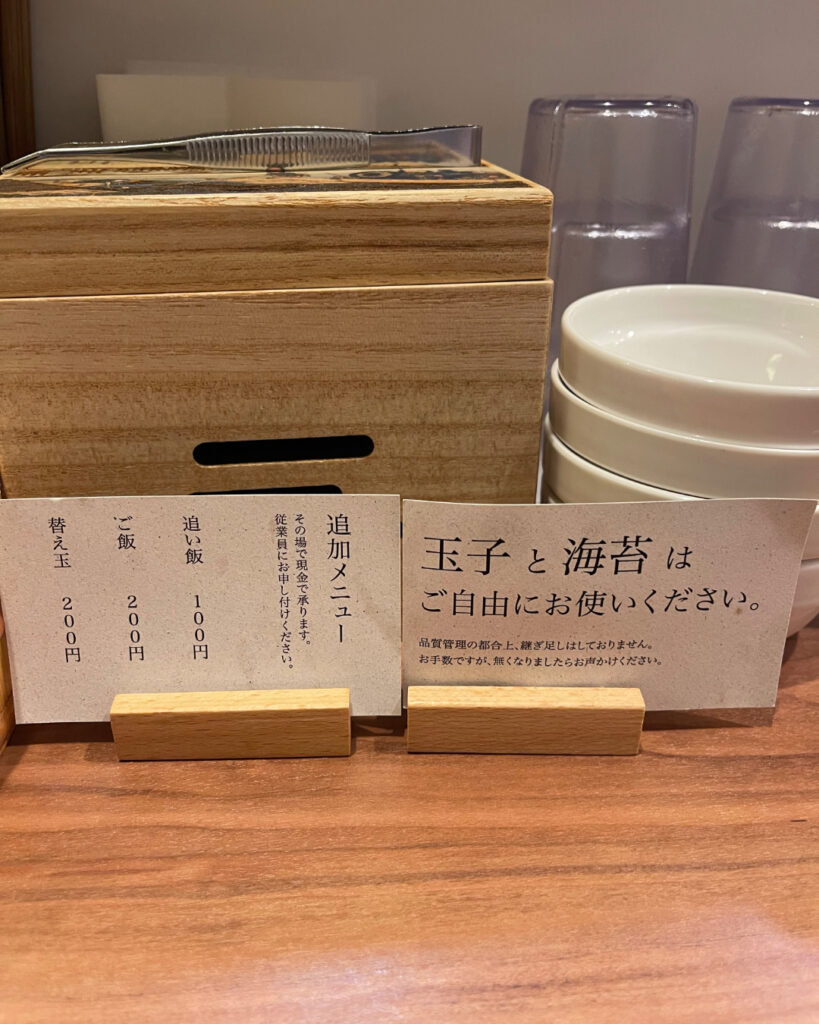 追加メニュー
その場で現金で承ります。
従業員にお申し付けください。
追い飯 100円
ご飯 200円
替え玉 200円
玉子と海苔は
ご自由にお使いください。
品質管理の都合上、継ぎ足しはしておりません。
お手数ですが、無くなりましたらお声かけください。